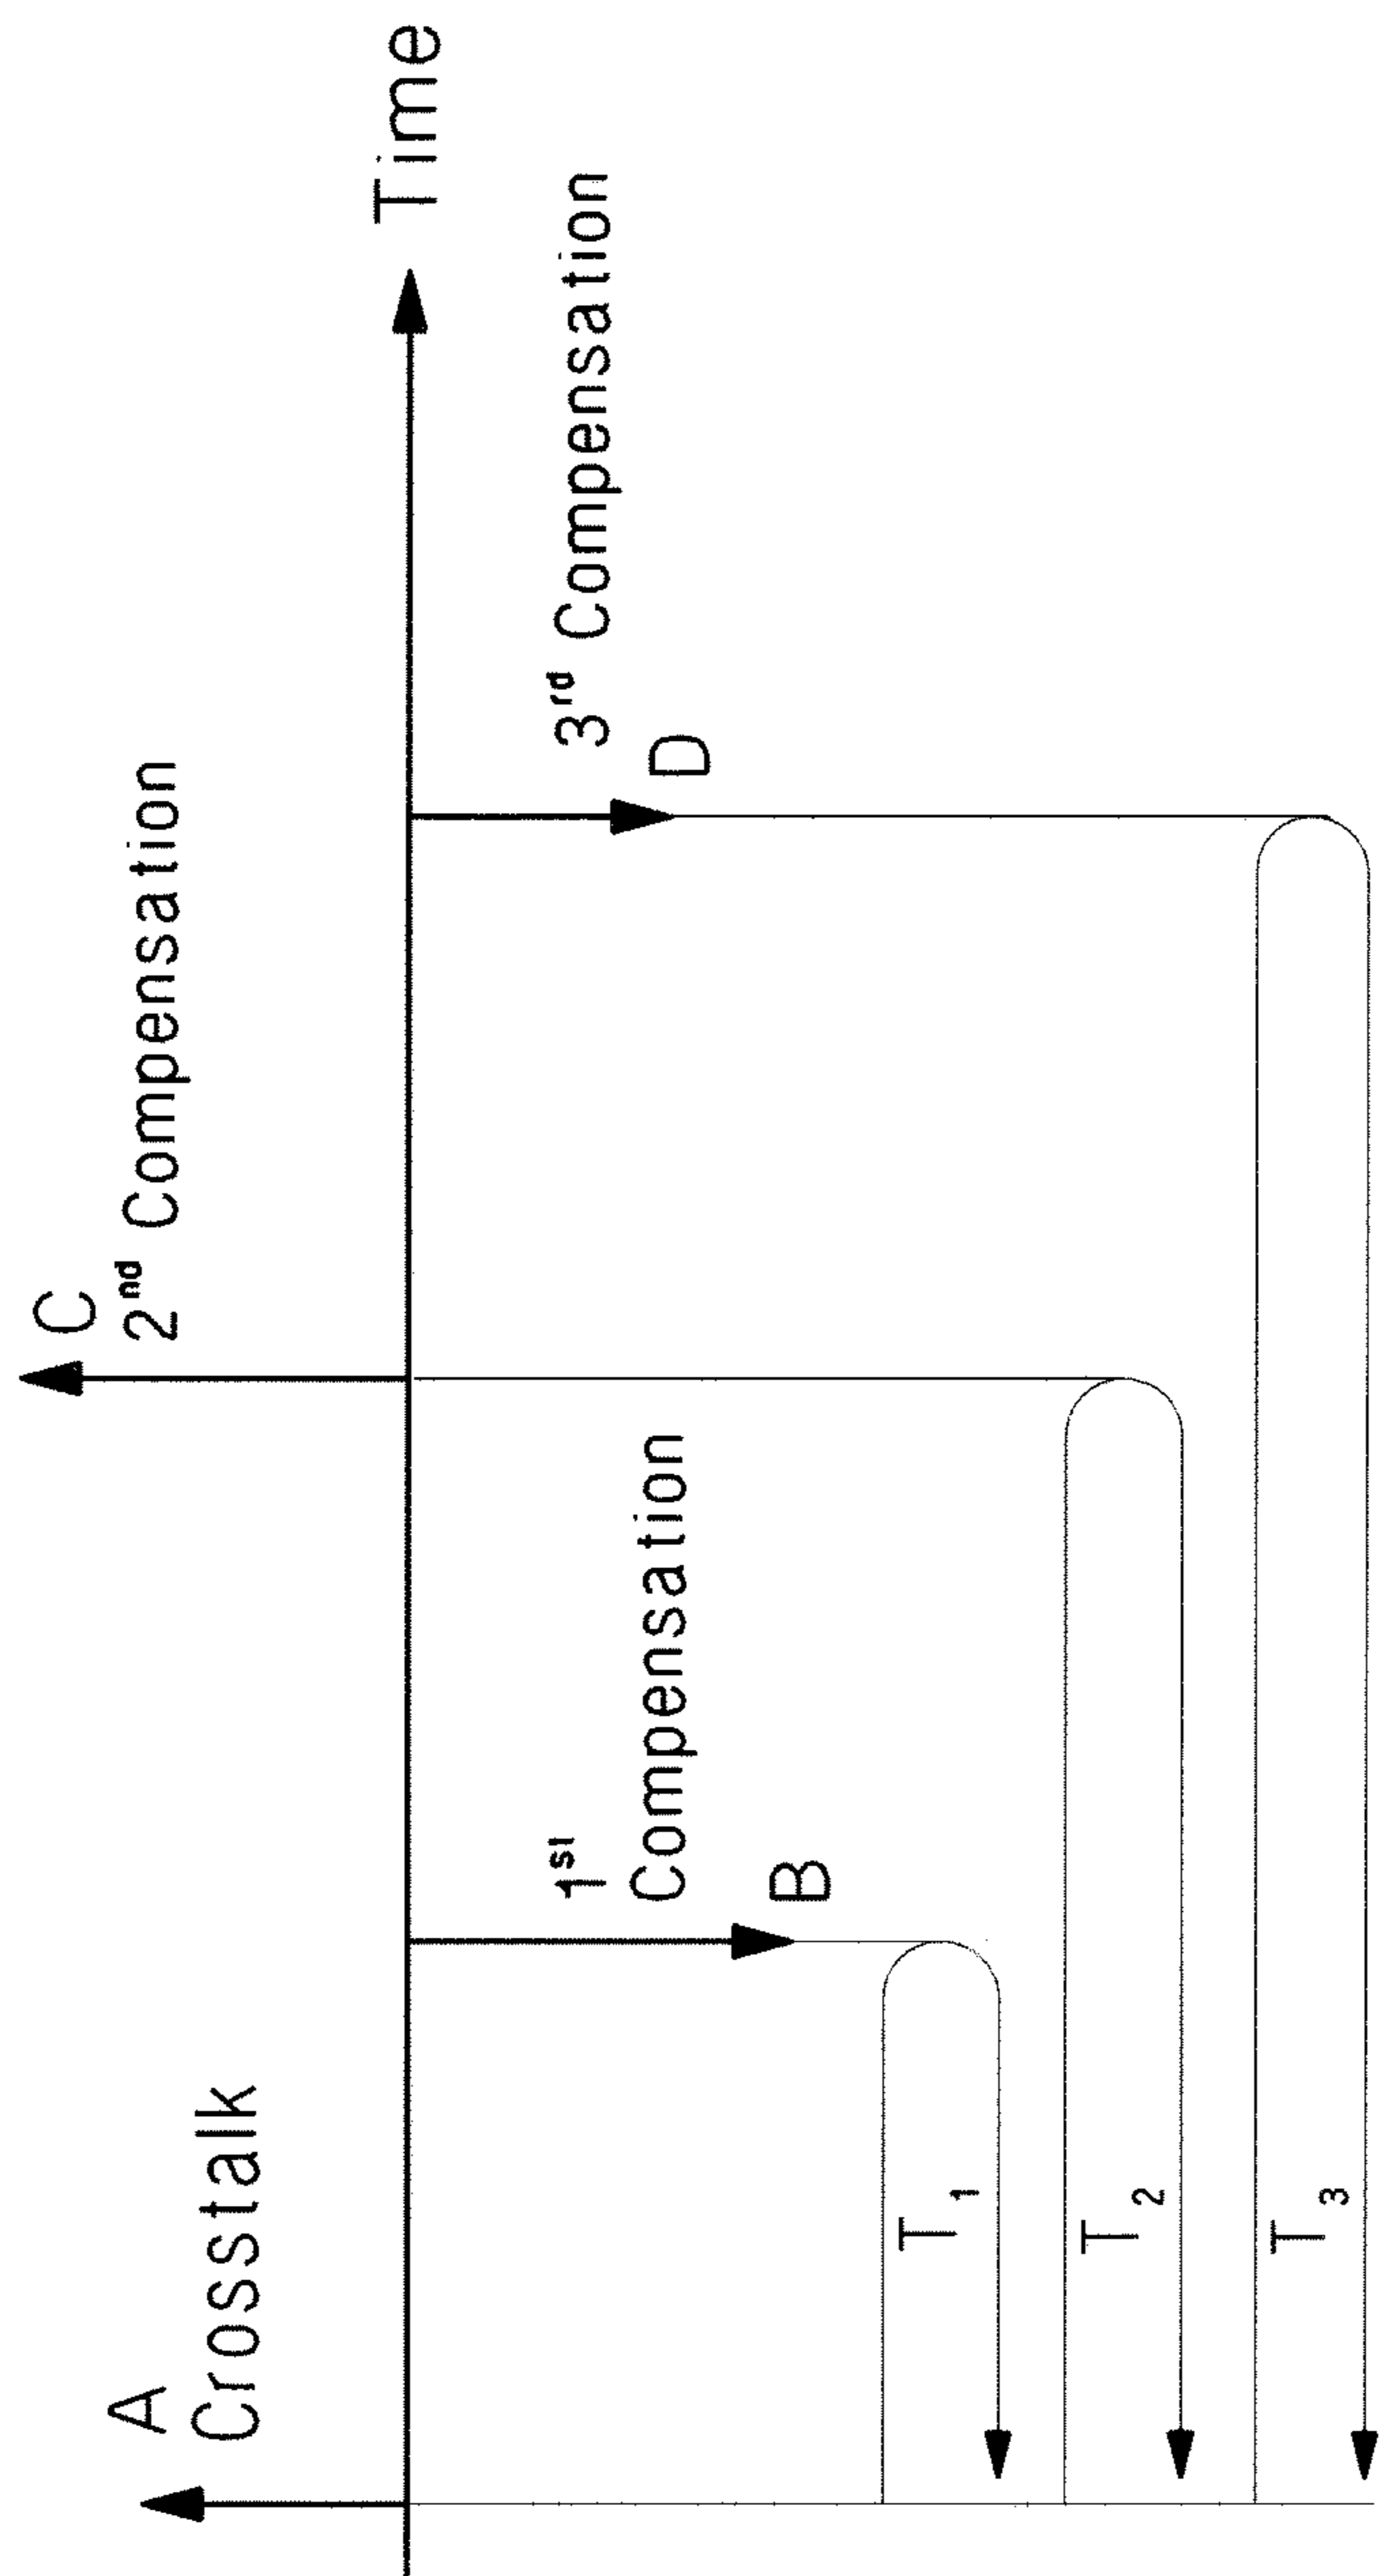 A
Crosstalk
1st
Compensation
B
C
2nd Compensation
3rd Compensation
D
Time
T1
T2
T3